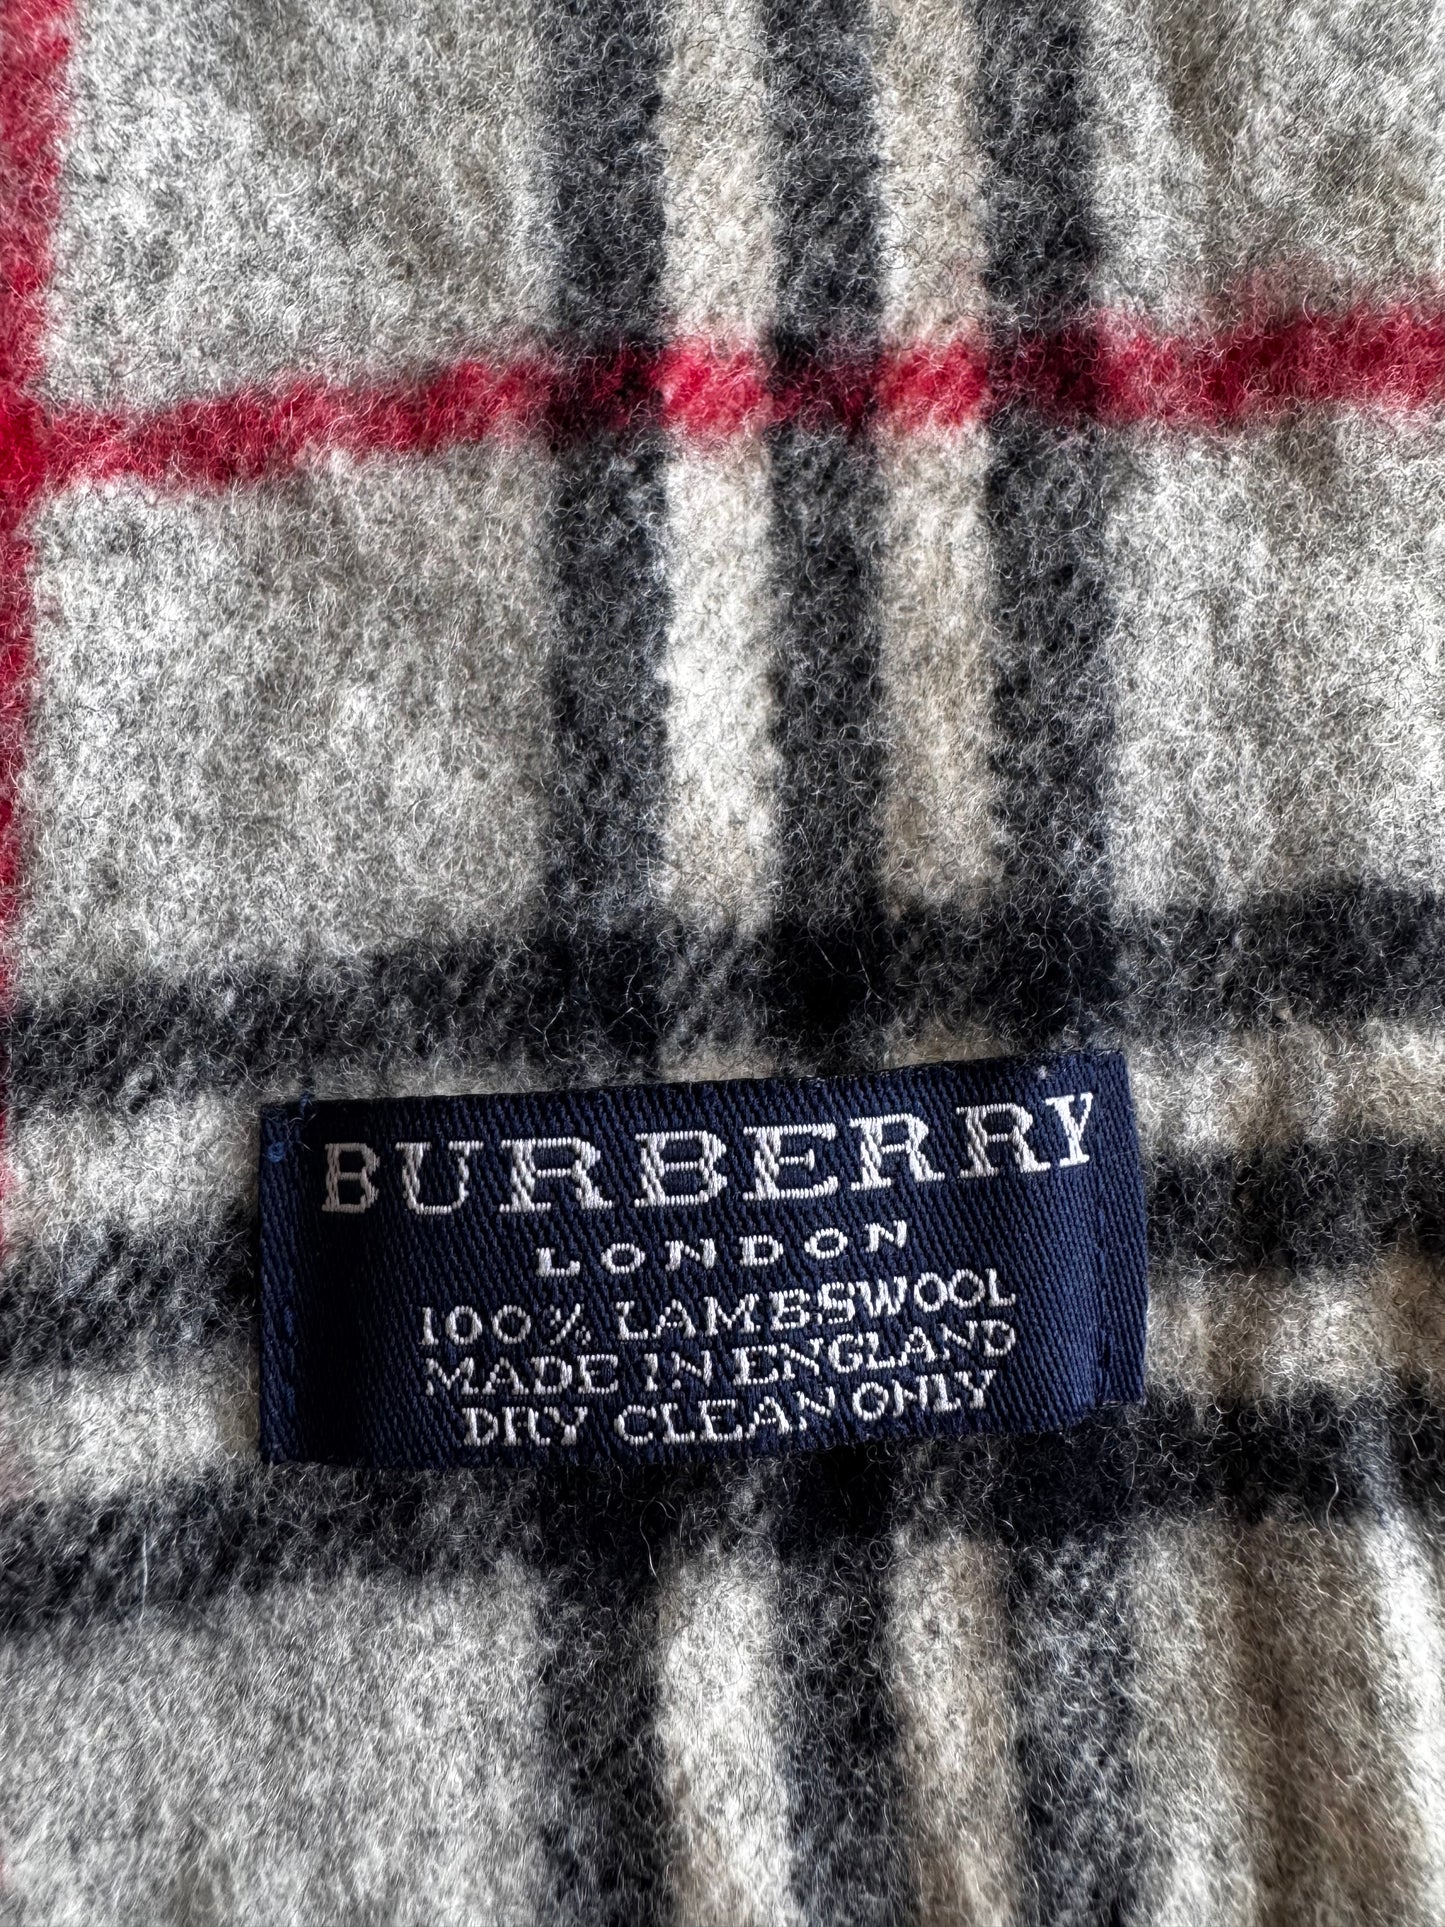 BURBERRY
LONDON
100% LAMBSWOOL
MADE IN ENGLAND
DRY CLEAN ONLY